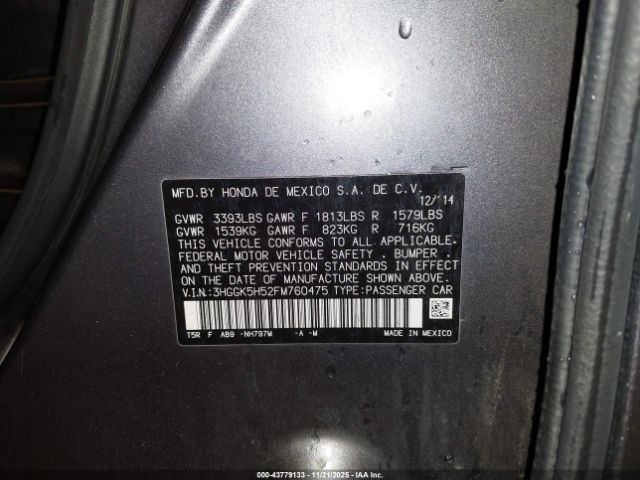 MFD.BY HONDA DE MEXICO S.A. DE C.V.
12/'14
GVWR 3393LBS GAWR F 1813LBS R 1579LBS
GVWR 1539KG GAWR F 823KG R 716KG
THIS VEHICLE CONFORMS TO ALL APPLICABLE
FEDERAL MOTOR VEHICLE SAFETY , BUMPER ,
AND THEFT PREVENTION STANDARDS IN EFFECT
ON THE DATE OF MANUFACTURE SHOWN ABOVE.
V.I.N.:3HGGK5H52FM760475 TYPE:PASSENGER CAR
T5R F AB9 -NH797M -A -M MADE IN MEXICO
000-43779133 - 11/21/2025 - IAA Inc.